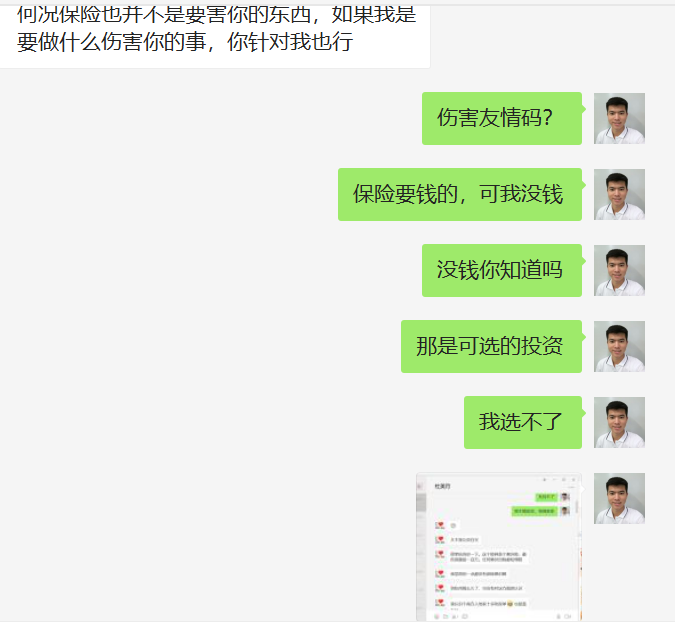 何况保险也并不是要害你的东西，如果我是
要做什么伤害你的事，你针对我也行
伤害友情码？
保险要钱的，可我没钱
没钱你知道吗
那是可选的投资
我选不了